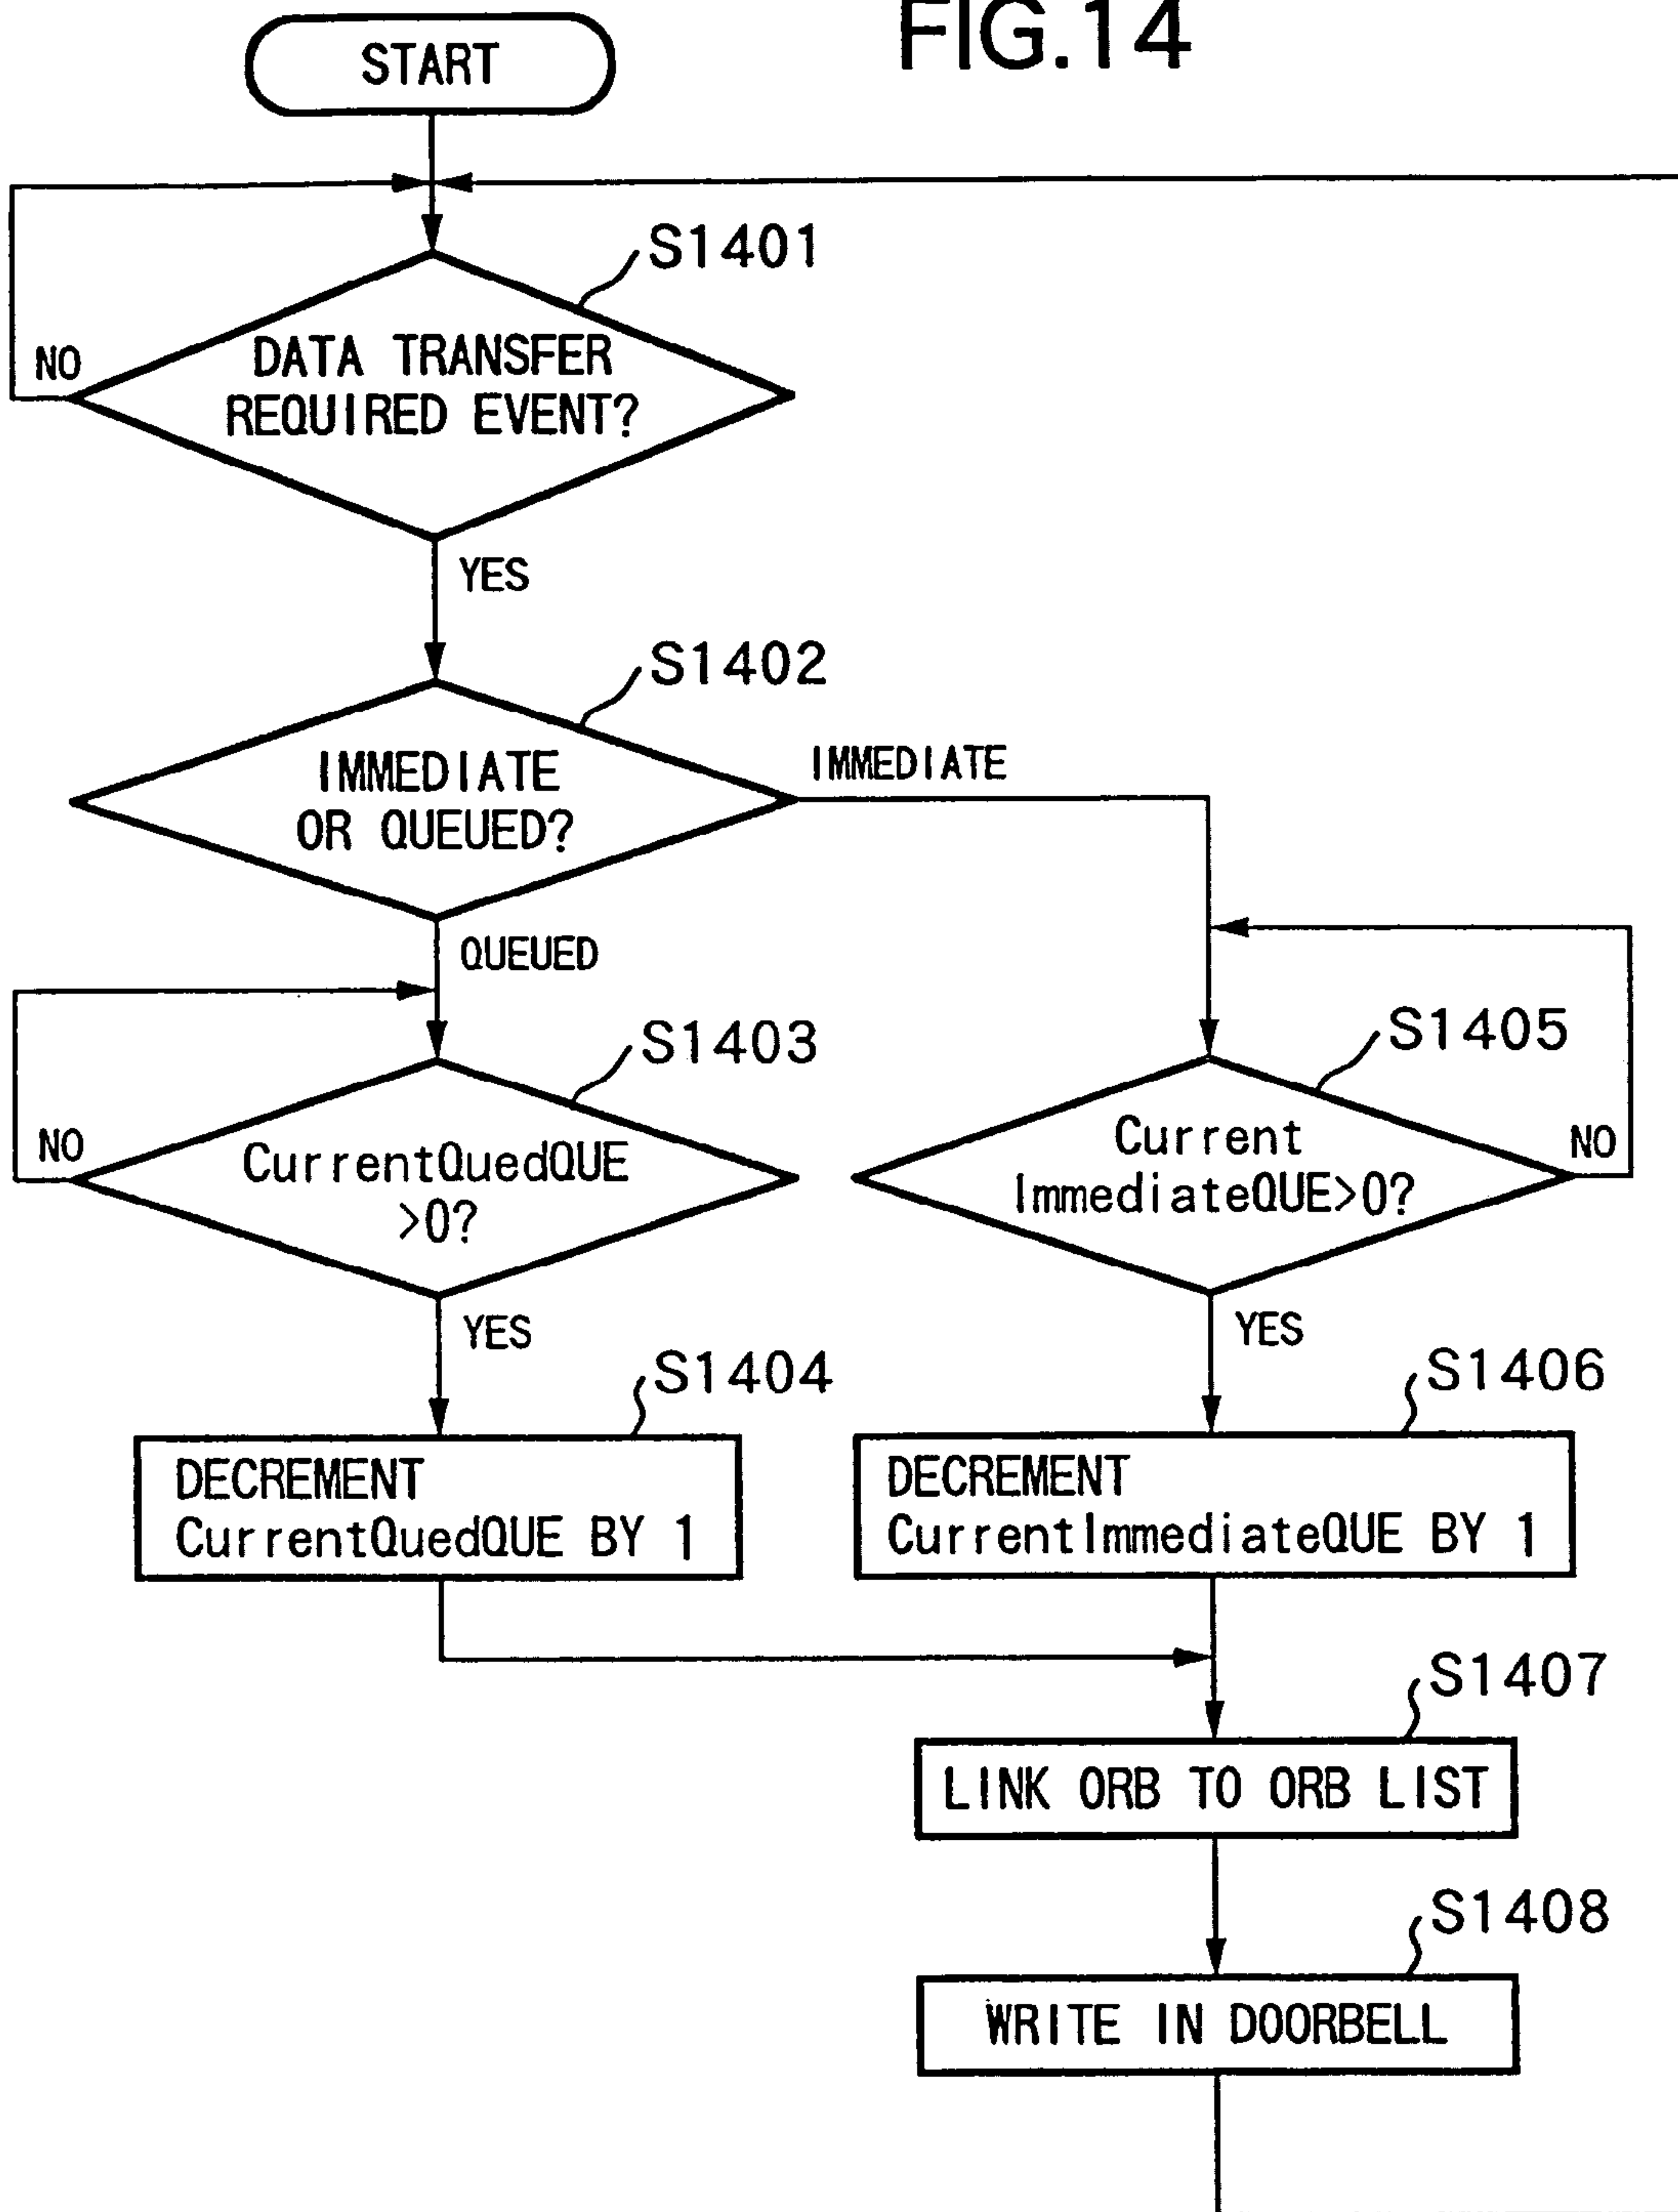 FIG.14
START
S1401
NO
DATA TRANSFER
REQUIRED EVENT?
YES
S1402
IMMEDIATE
OR QUEUED?
IMMEDIATE
QUEUED
S1403
NO
CurrentQuedQUE
>0?
YES
S1405
Current
ImmediateQUE>0?
NO
YES
S1404
DECREMENT
CurrentQuedQUE BY 1
S1406
DECREMENT
CurrentImmediateQUE BY 1
S1407
LINK ORB TO ORB LIST
S1408
WRITE IN DOORBELL